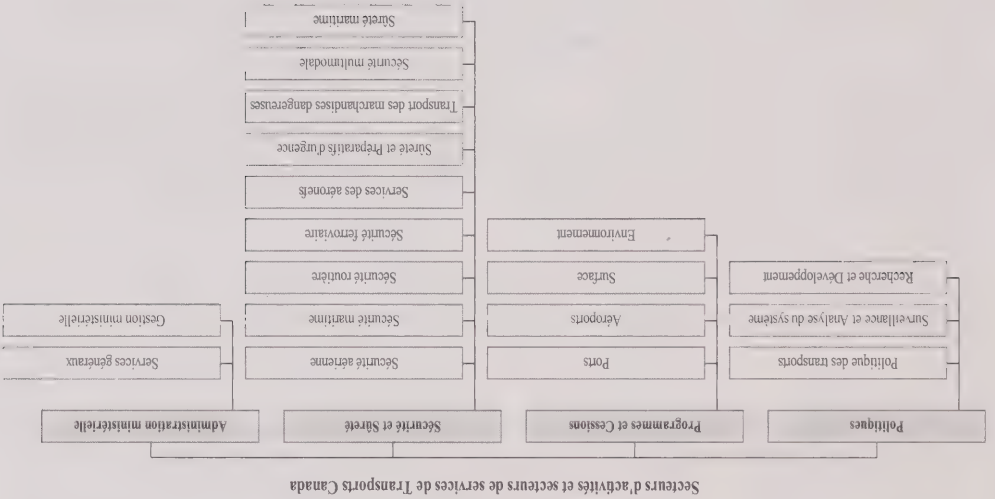 Secteurs d'activités et secteurs de services de Transports Canada
Politiques
Politique des transports
Surveillance et Analyse du système
Recherche et Développement
Programmes et Cessions
Ports
Aéroports
Surface
Environnement
Sécurité et Sûreté
Sécurité aérienne
Sécurité maritime
Sécurité routière
Sécurité ferroviaire
Services des aéronefs
Sûreté et Préparatifs d'urgence
Transport des marchandises dangereuses
Sécurité multimodale
Sûreté maritime
Administration ministérielle
Services généraux
Gestion ministérielle